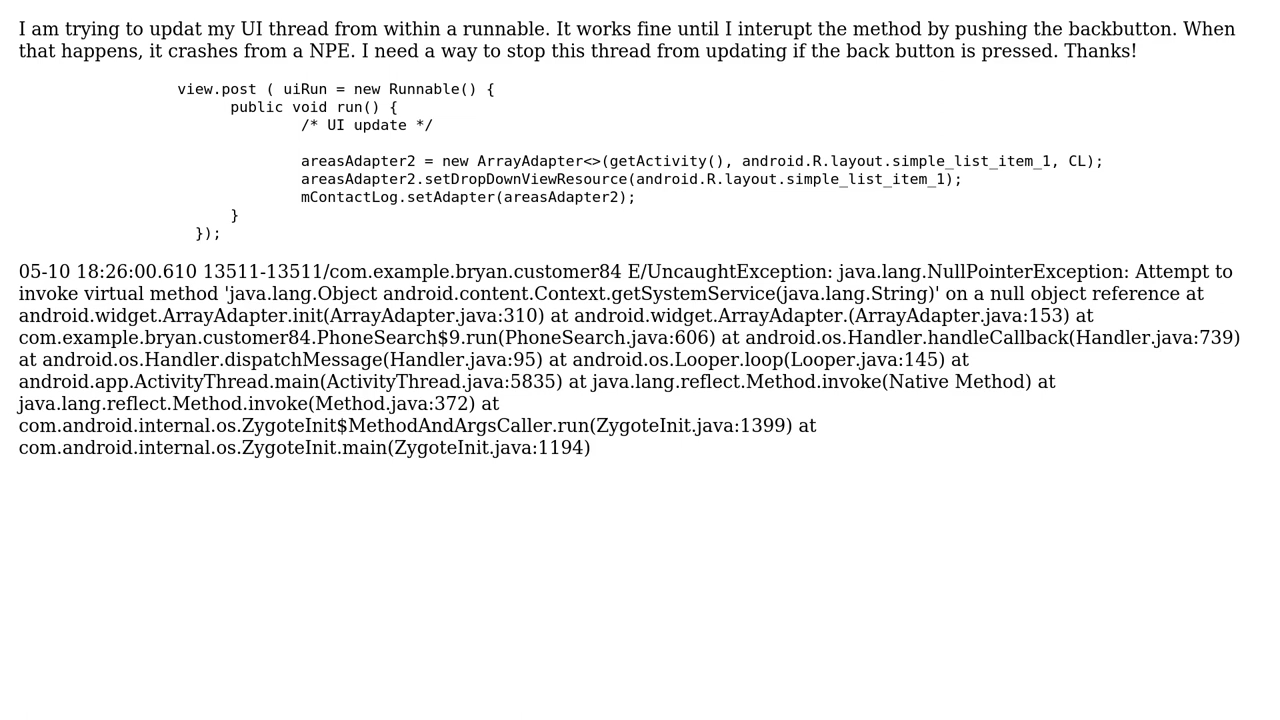 I am trying to updat my UI thread from within a runnable. It works fine until I interupt the method by pushing the backbutton. When
that happens, it crashes from a NPE. I need a way to stop this thread from updating if the back button is pressed. Thanks!
view.post ( uiRun = new Runnable() {
public void run() {
/* UI update */
areasAdapter2 = new ArrayAdapter<>(getActivity(), android.R.layout.simple_list_item_1, CL);
areasAdapter2.setDropDownViewResource(android.R.layout.simple_list_item_1);
mContactLog.setAdapter(areasAdapter2);
}
});
05-10 18:26:00.610 13511-13511/com.example.bryan.customer84 E/UncaughtException: java.lang.NullPointerException: Attempt to
invoke virtual method 'java.lang.Object android.content.Context.getSystemService(java.lang.String)' on a null object reference at
android.widget.ArrayAdapter.init(ArrayAdapter.java:310) at android.widget.ArrayAdapter.(ArrayAdapter.java:153) at
com.example.bryan.customer84.PhoneSearch$9.run(PhoneSearch.java:606) at android.os.Handler.handleCallback(Handler.java:739)
at android.os.Handler.dispatchMessage(Handler.java:95) at android.os.Looper.loop(Looper.java:145) at
android.app.ActivityThread.main(ActivityThread.java:5835) at java.lang.reflect.Method.invoke(Native Method) at
java.lang.reflect.Method.invoke(Method.java:372) at
com.android.internal.os.ZygoteInit$MethodAndArgsCaller.run(ZygoteInit.java:1399) at
com.android.internal.os.ZygoteInit.main(ZygoteInit.java:1194)